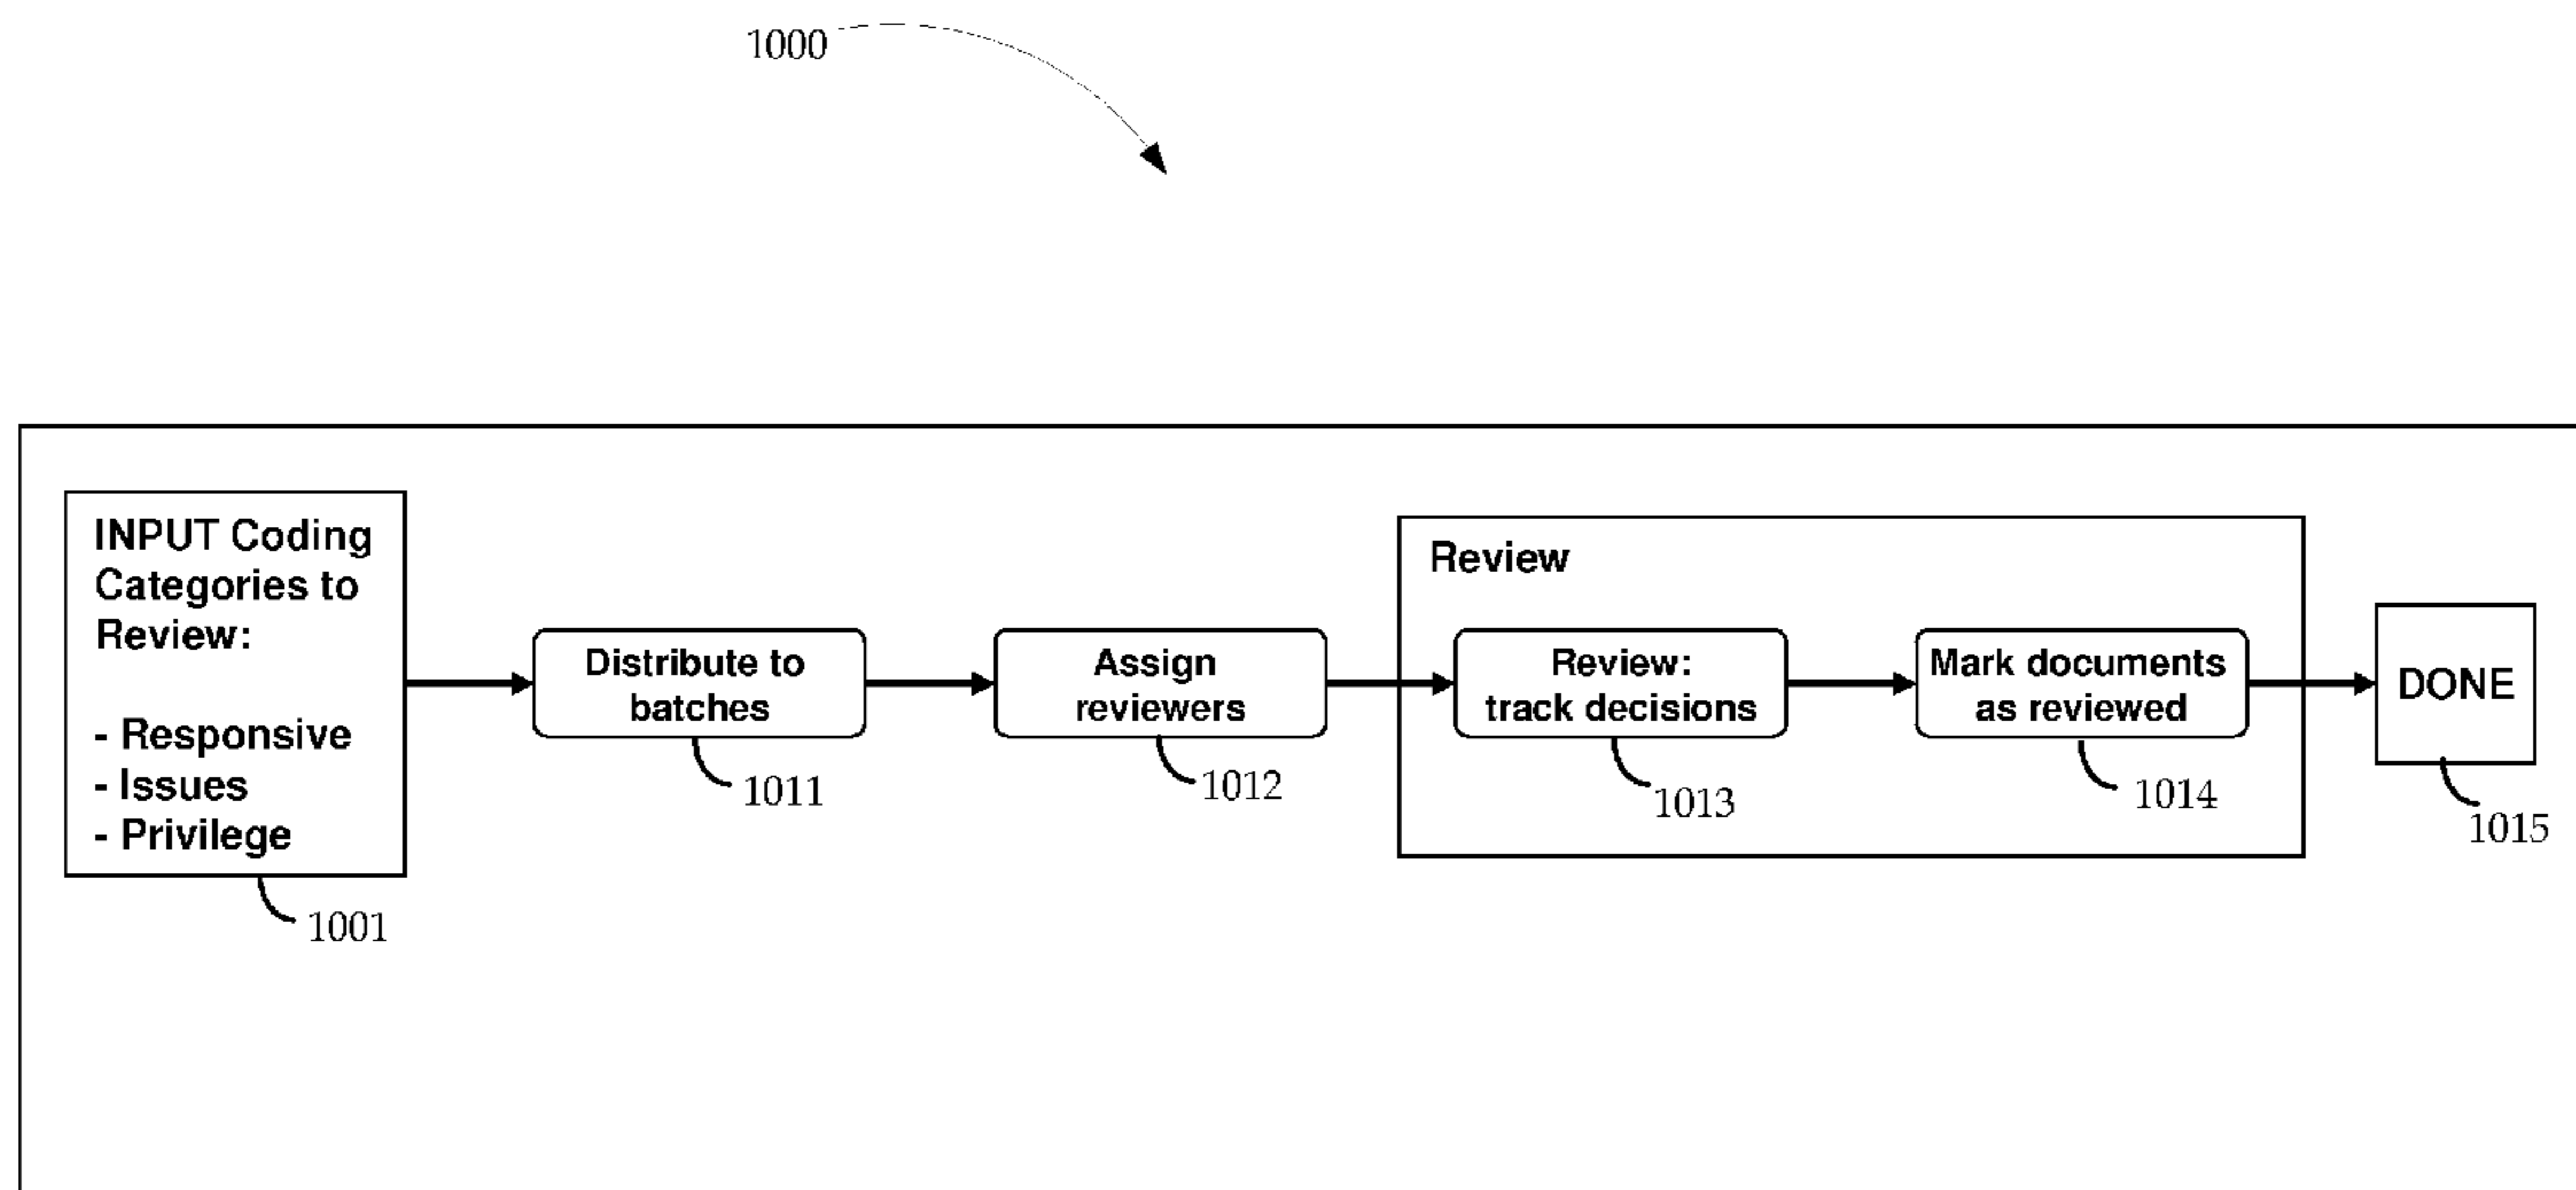 1000
INPUT Coding
Categories to
Review:
- Responsive
- Issues
- Privilege
1001
Distribute to
batches
1011
Assign
reviewers
1012
Review
Review:
track decisions
1013
Mark documents
as reviewed
1014
DONE
1015